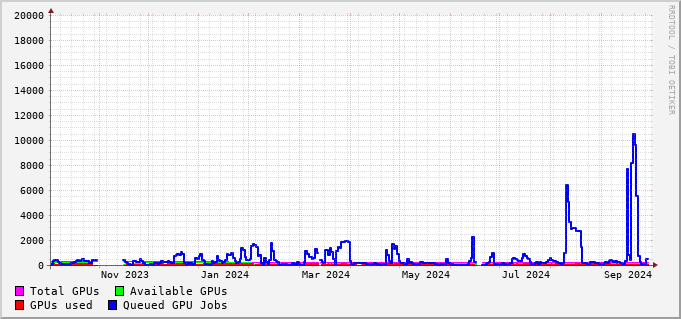 20000
18000
16000
14000
12000
10000
8000
6000
4000
2000
0
Nov 2023 Jan 2024 Mar 2024 May 2024 Jul 2024 Sep 2024
Total GPUs Available GPUs
GPUs used Queued GPU Jobs
RRDTOOL / TOBI OETIKER